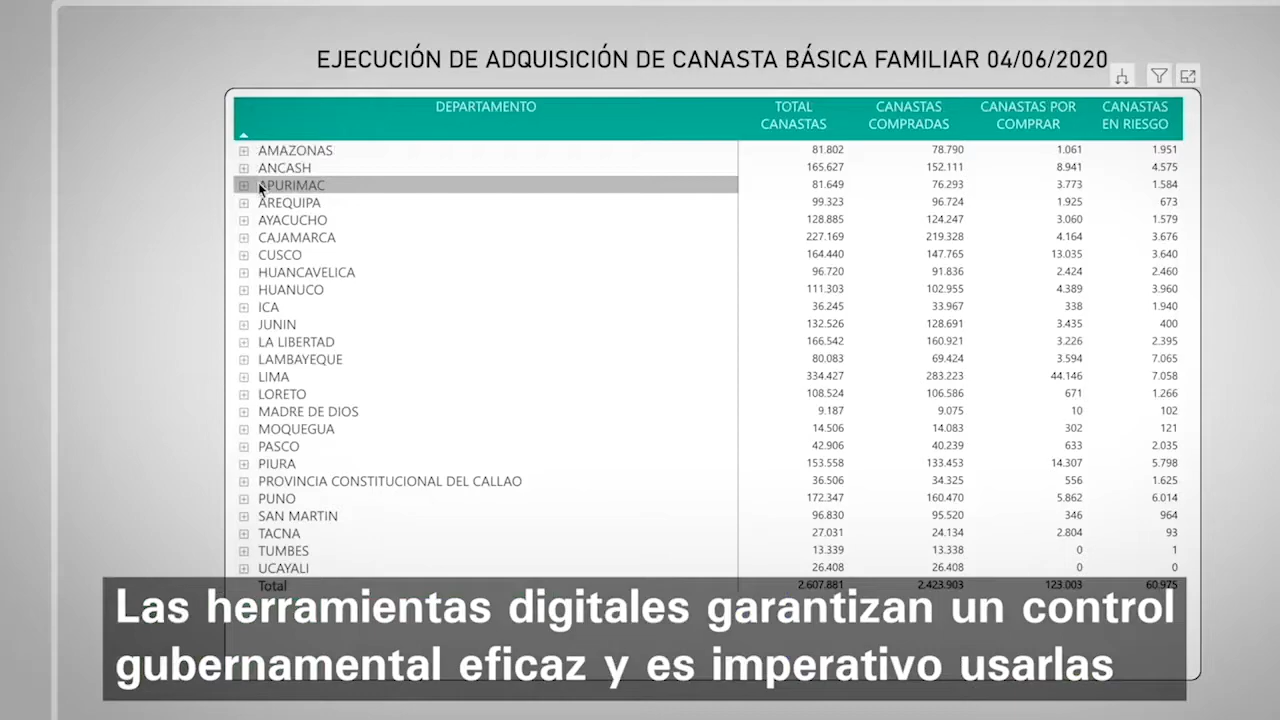 EJECUCIÓN DE ADQUISICIÓN DE CANASTA BÁSICA FAMILIAR 04/06/2020
DEPARTAMENTO TOTAL CANASTAS CANASTAS COMPRADAS CANASTAS POR COMPRAR CANASTAS EN RIESGO
AMAZONAS 81.802 78.790 1.061 1.951
ANCASH 165.627 152.111 8.941 4.575
APURIMAC 81.649 76.293 3.773 1.584
AREQUIPA 99.323 96.724 1.925 673
AYACUCHO 128.885 124.247 3.060 1.579
CAJAMARCA 227.169 219.328 4.164 3.676
CUSCO 164.440 147.765 13.035 3.640
HUANCAVELICA 96.720 91.836 2.424 2.460
HUANUCO 111.303 102.955 4.389 3.960
ICA 36.245 33.967 338 1.940
JUNIN 132.526 128.691 3.435 400
LA LIBERTAD 166.542 160.921 3.226 2.395
LAMBAYEQUE 80.083 69.424 3.594 7.065
LIMA 334.427 283.223 44.146 7.058
LORETO 108.524 106.586 671 1.266
MADRE DE DIOS 9.187 9.075 10 102
MOQUEGUA 14.506 14.083 302 121
PASCO 42.906 40.239 633 2.035
PIURA 153.558 133.453 14.307 5.798
PROVINCIA CONSTITUCIONAL DEL CALLAO 36.506 34.325 556 1.625
PUNO 172.347 160.470 5.862 6.014
SAN MARTIN 96.830 95.520 346 964
TACNA 27.031 24.134 2.804 93
TUMBES 13.339 13.338 0 1
UCAYALI 26.408 26.408 0 0
Total 2.607.881 2.423.903 123.003 60.975
Las herramientas digitales garantizan un control
gubernamental eficaz y es imperativo usarlas